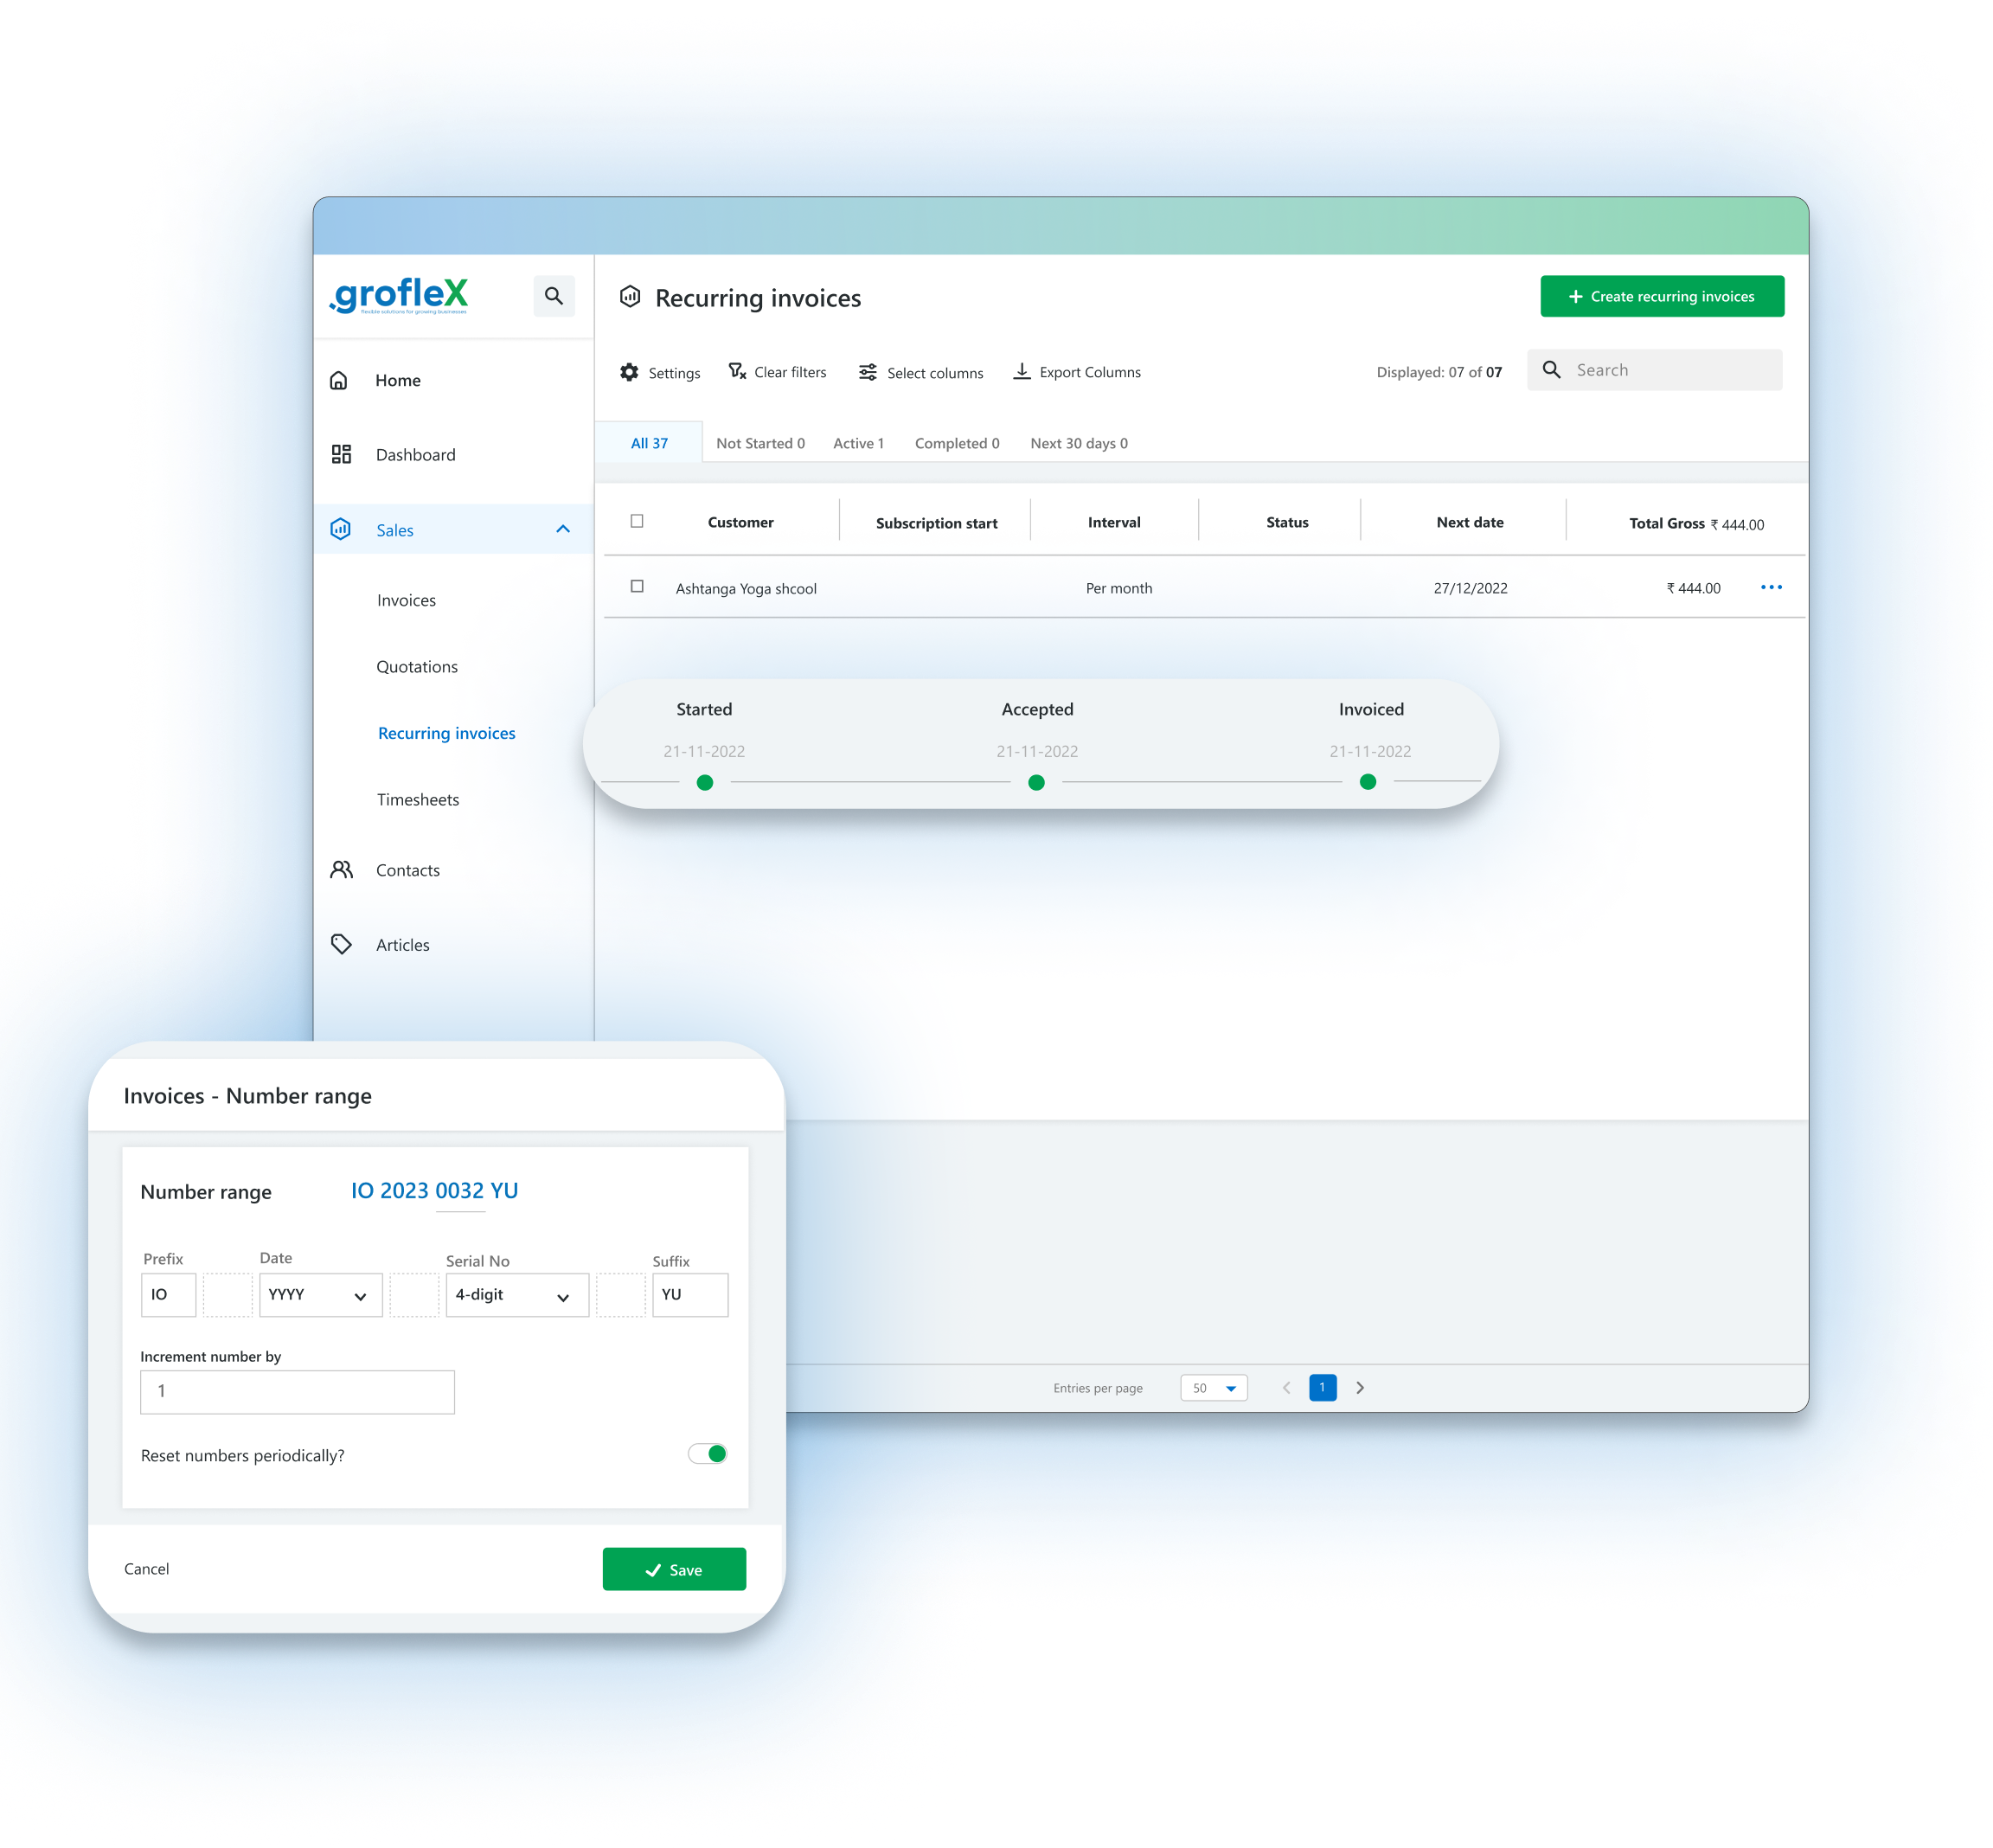 .grofleX
flexible solutions for growing businesses
Recurring invoices
+ Create recurring invoices
Settings Clear filters Select columns Export Columns Displayed: 07 of 07 Search
All 37 Not Started 0 Active 1 Completed 0 Next 30 days 0
Customer Subscription start Interval Status Next date Total Gross ₹ 444.00
Ashtanga Yoga shcool Per month 27/12/2022 ₹ 444.00
Home
Dashboard
Sales
Invoices
Quotations
Recurring invoices
Timesheets
Contacts
Articles
Started Accepted Invoiced
21-11-2022 21-11-2022 21-11-2022
Invoices - Number range
Number range IO 2023 0032 YU
Prefix Date Serial No Suffix
IO YYYY 4-digit YU
Increment number by
1
Reset numbers periodically?
Cancel Save
Entries per page 50 1